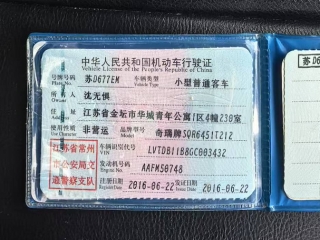 中华人民共和国机动车行驶证
Vehicle License of the People's Republic of China
号牌号码 苏D677EM 车辆类型 小型普通客车
Plate No. Vehicle Type
所有人 沈无惧
Owner
住址 江苏省金坛市华城青年公寓1区4幢230室
Address
使用性质 非营运 品牌型号 奇瑞牌SQR6451T21Z
Use Character Model
江苏省常州 车辆识别代号 LVTDB11B8GC003432
VIN
市公安局交 发动机号码 AAFM50748
Engine No.
通警察支队 注册日期 2016-06-22 发证日期 2016-06-22
Register Date Issue Date
苏D